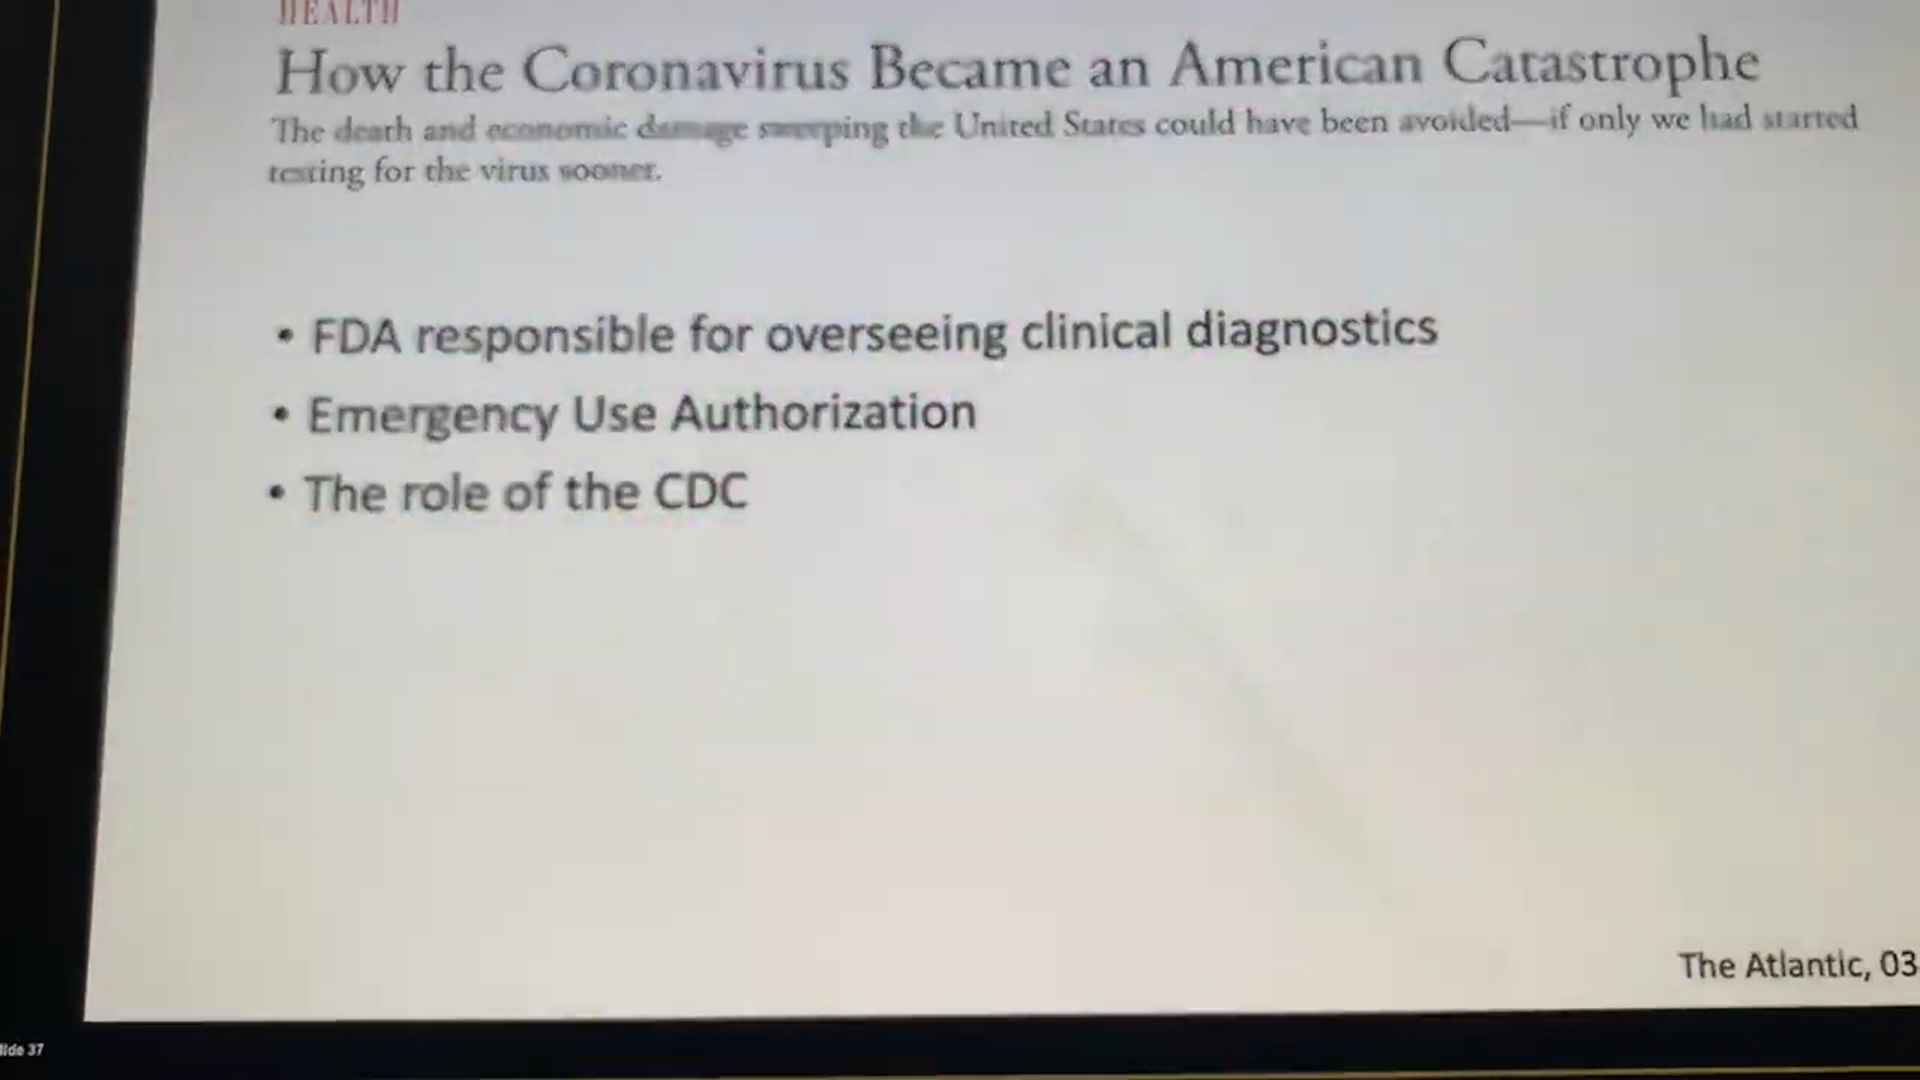 HEALTH
How the Coronavirus Became an American Catastrophe
The death and economic damage sweeping the United States could have been avoided—if only we had started
testing for the virus sooner.
• FDA responsible for overseeing clinical diagnostics
• Emergency Use Authorization
• The role of the CDC
The Atlantic, 03
lide 37